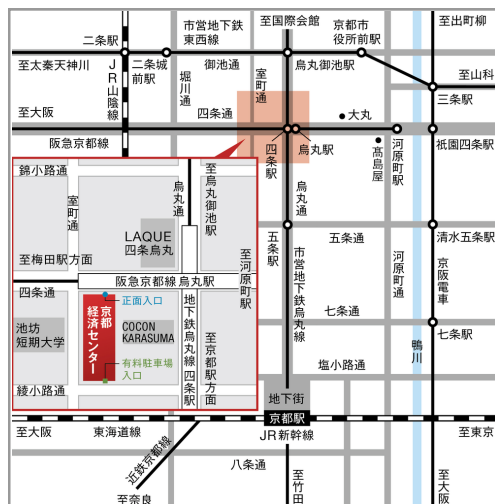 至国際会館
至出町柳
市営地下鉄
東西線
京都市
役所前駅
二条駅
至太秦天神川
二条城
前駅
御池通
烏丸御池駅
至山科
三条駅
JR山陰線
堀川通
室町通
至大阪
四条通
大丸
阪急京都線
四条駅
烏丸駅
髙島屋
河原町駅
祇園四条駅
烏丸通
五条駅
五条通
清水五条駅
市営地下鉄烏丸線
河原町通
京阪電車
七条通
鴨川
七条駅
塩小路通
地下街
京都駅
至大阪
東海道線
JR新幹線
至東京
近鉄京都線
八条通
至奈良
至竹田
至大阪
錦小路通
室町通
烏丸通
至烏丸御池駅
LAQUE
四条烏丸
至梅田駅方面
至河原町駅
阪急京都線 烏丸駅
四条通
正面入口
京都
経済センター
池坊
短期大学
COCON
KARASUMA
地下鉄烏丸線 四条駅
至京都駅方面
有料駐車場
入口
綾小路通